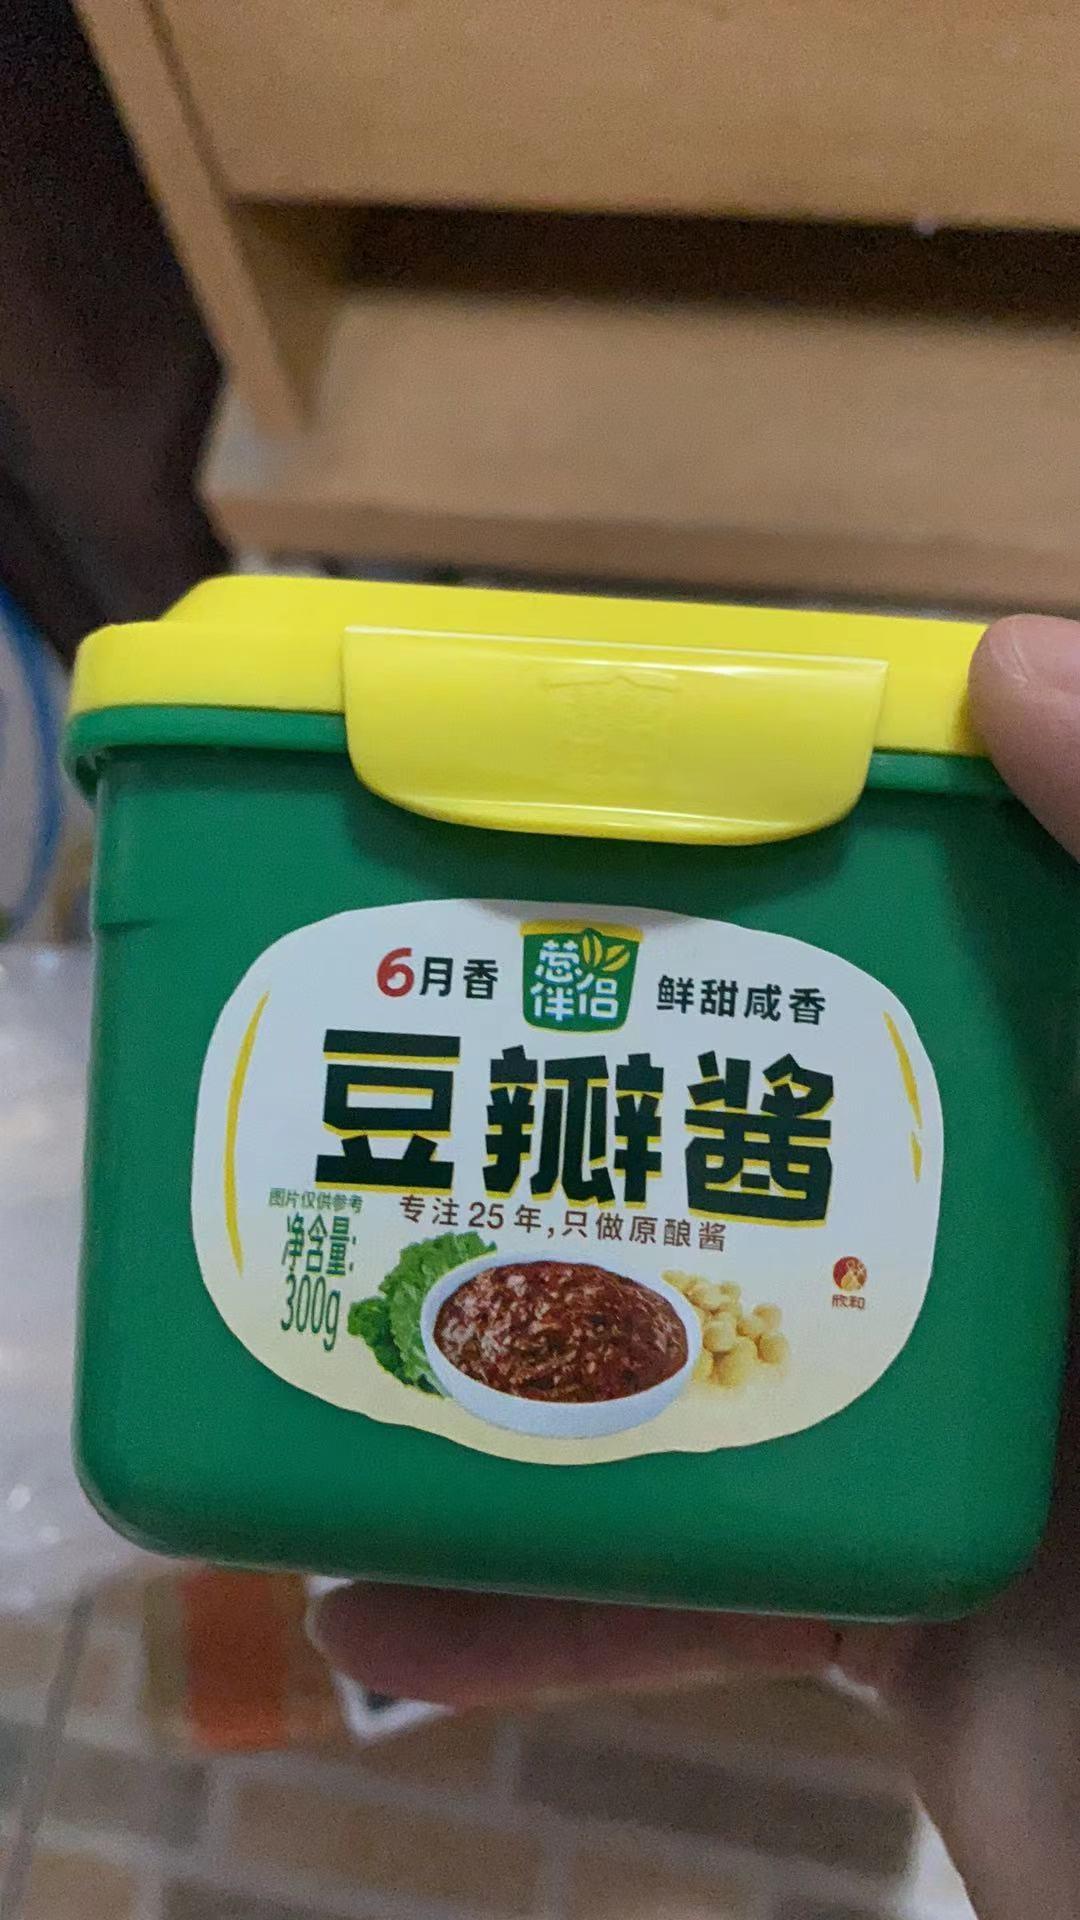 6月香
葱伴侣
鲜甜咸香
豆瓣酱
专注25年,只做原酿酱
图片仅供参考
净含量:
300g
欣和